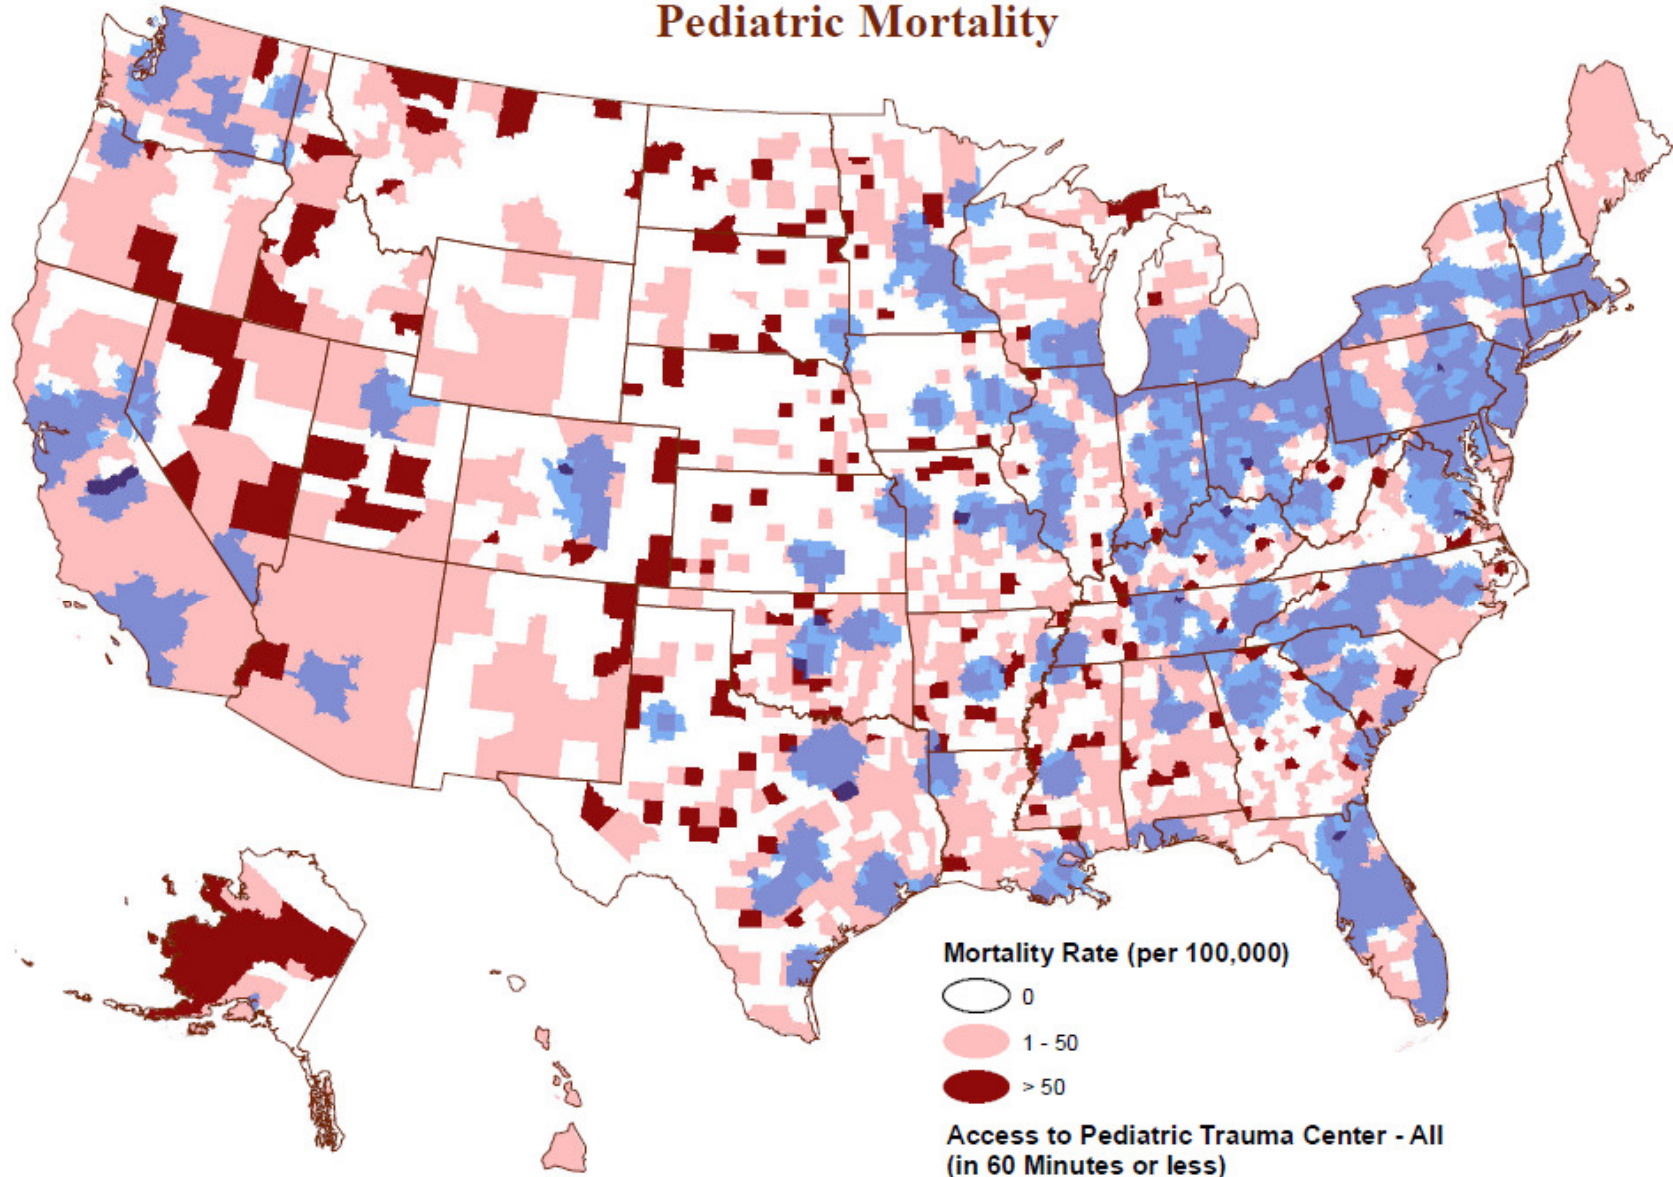 Pediatric Mortality
Mortality Rate (per 100,000)
0
1 - 50
> 50
Access to Pediatric Trauma Center - All
(in 60 Minutes or less)